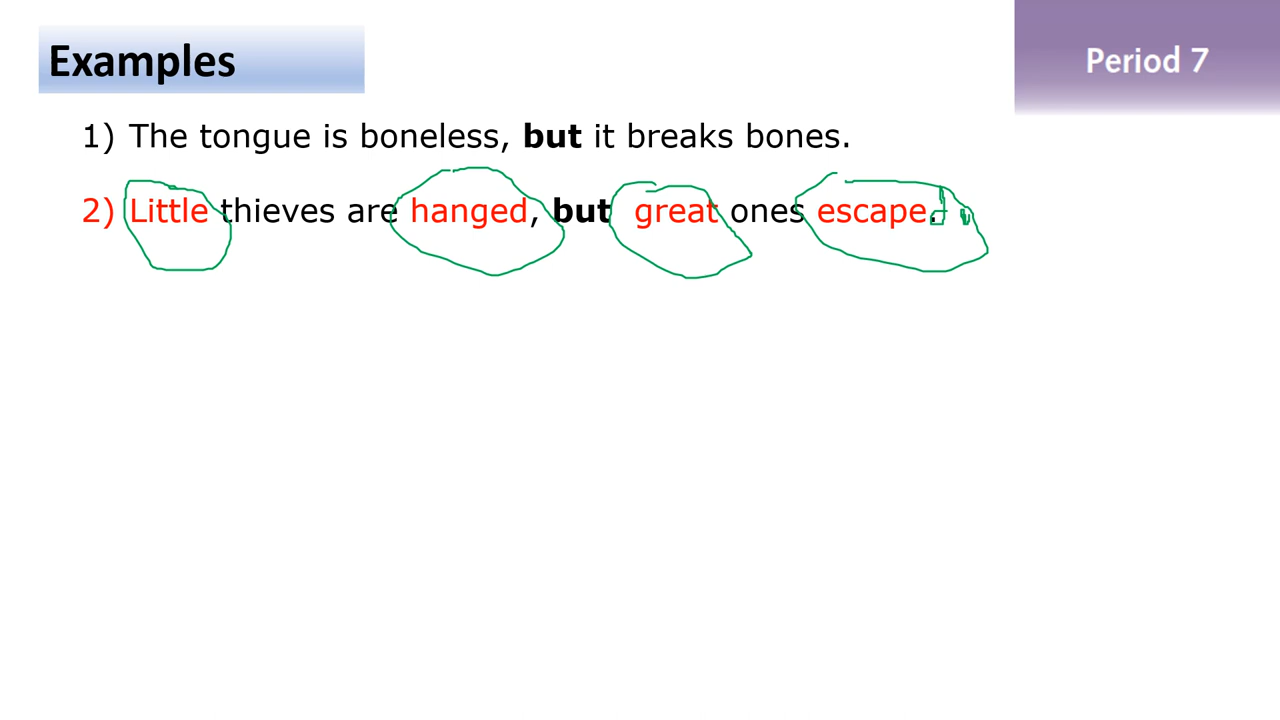 Examples
Period 7
1) The tongue is boneless, but it breaks bones.
2) Little thieves are hanged, but great ones escape.